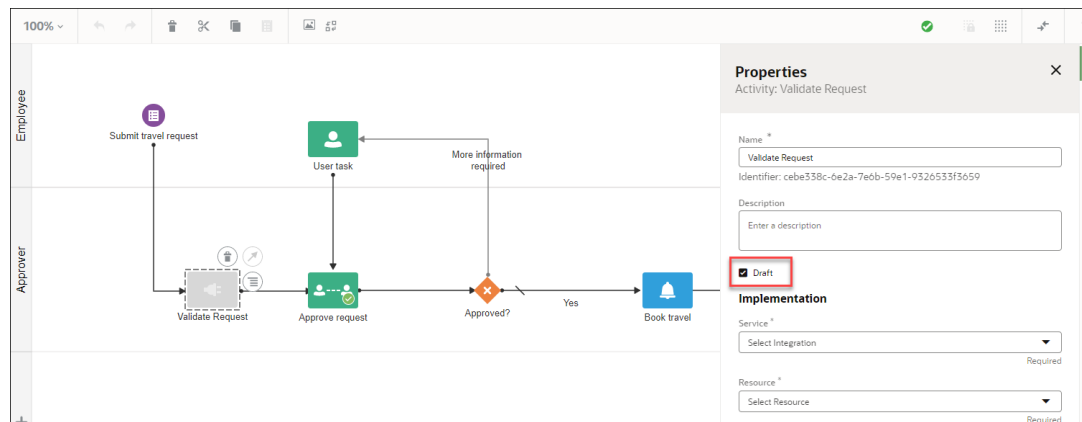 100%
Properties
Activity: Validate Request
Employee
Submit travel request
User task
More information
required
Name *
Validate Request
Identifier: cebe338c-6e2a-7e6b-59e1-9326533f3659
Description
Enter a description
Draft
Approver
Validate Request
Approve request
Approved?
Yes
Book travel
Implementation
Service *
Select Integration
Required
Resource *
Select Resource
Required